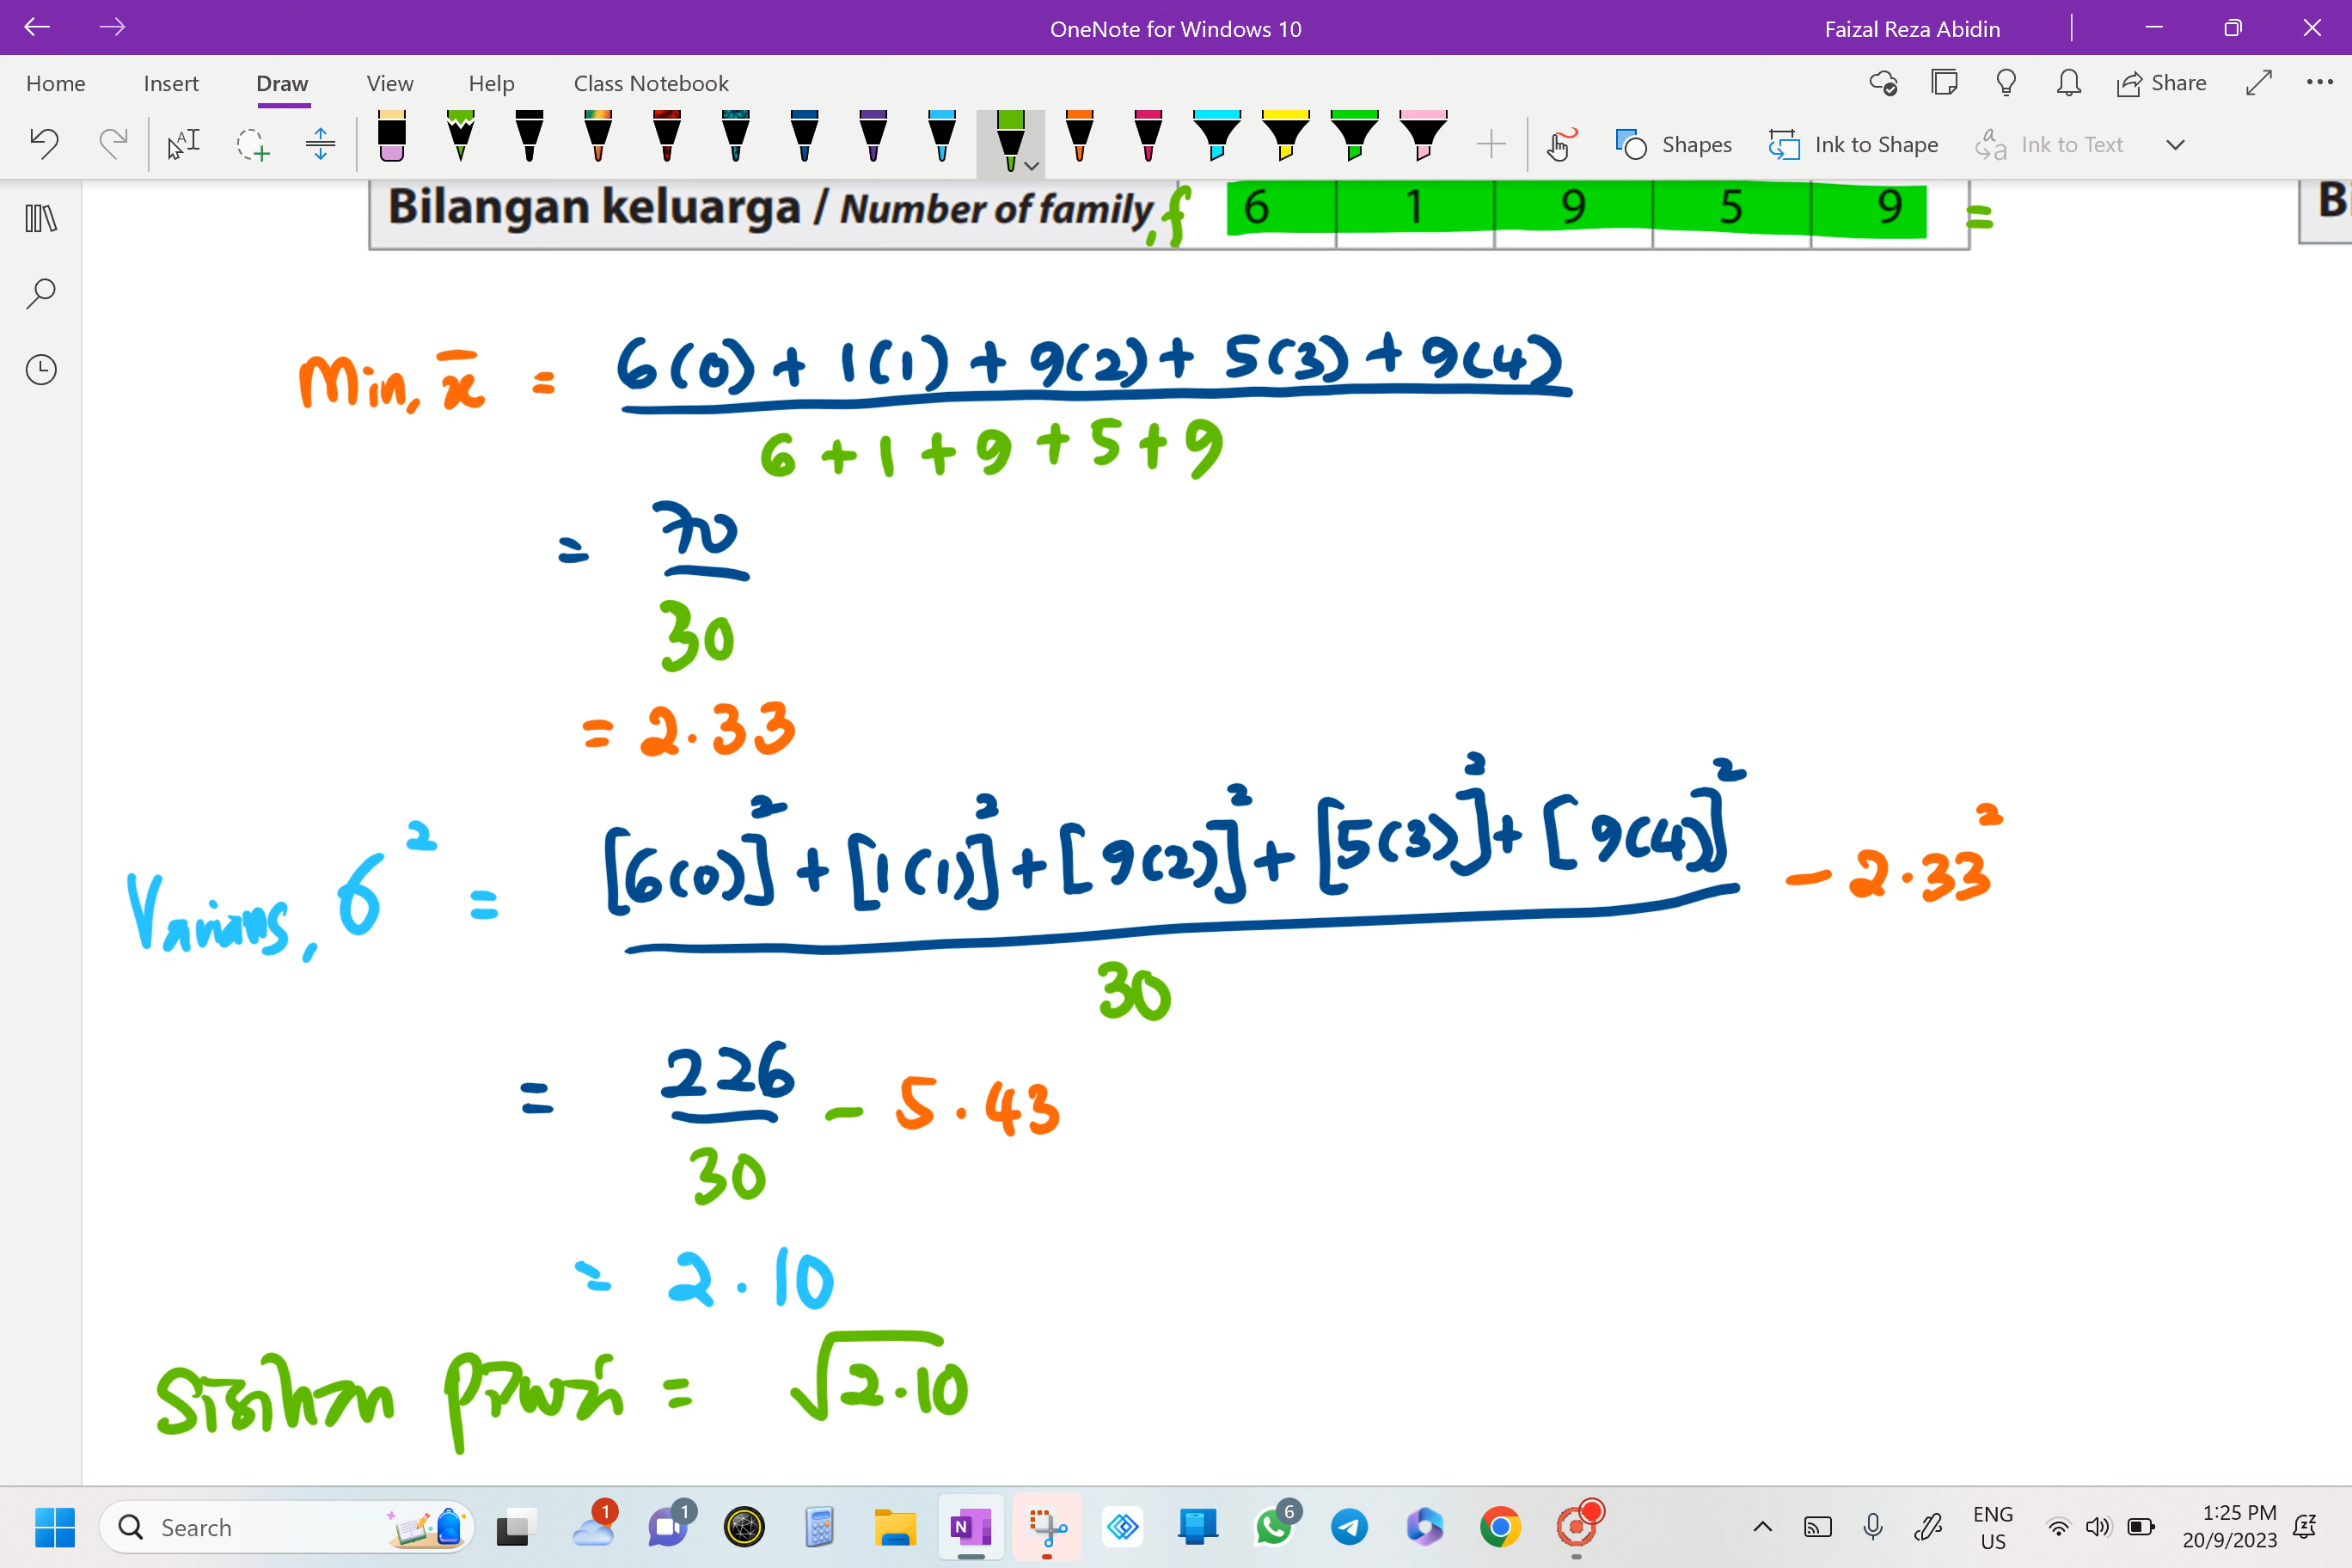 OneNote for Windows 10
Faizal Reza Abidin
Home Insert Draw View Help Class Notebook Share
Shapes Ink to Shape Ink to Text
Bilangan keluarga / Number of family, f 6 1 9 5 9 =
B
Min, x̄ = 6(0) + 1(1) + 9(2) + 5(3) + 9(4)
6 + 1 + 9 + 5 + 9
= 70
30
= 2.33
Varians, σ² = [6(0)]² + [1(1)]² + [9(2)]² + [5(3)]² + [9(4)]² − 2.33²
30
= 226 − 5.43
30
= 2.10
Sisihan piawai = √2.10
Search
1
1
N
6
ENG
US
1:25 PM
20/9/2023